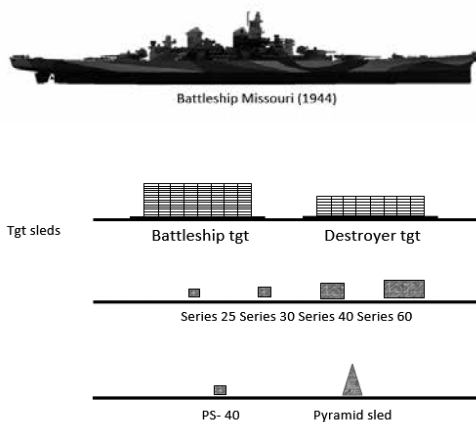 Battleship Missouri (1944)
Tgt sleds
Battleship tgt Destroyer tgt
Series 25 Series 30 Series 40 Series 60
PS- 40 Pyramid sled